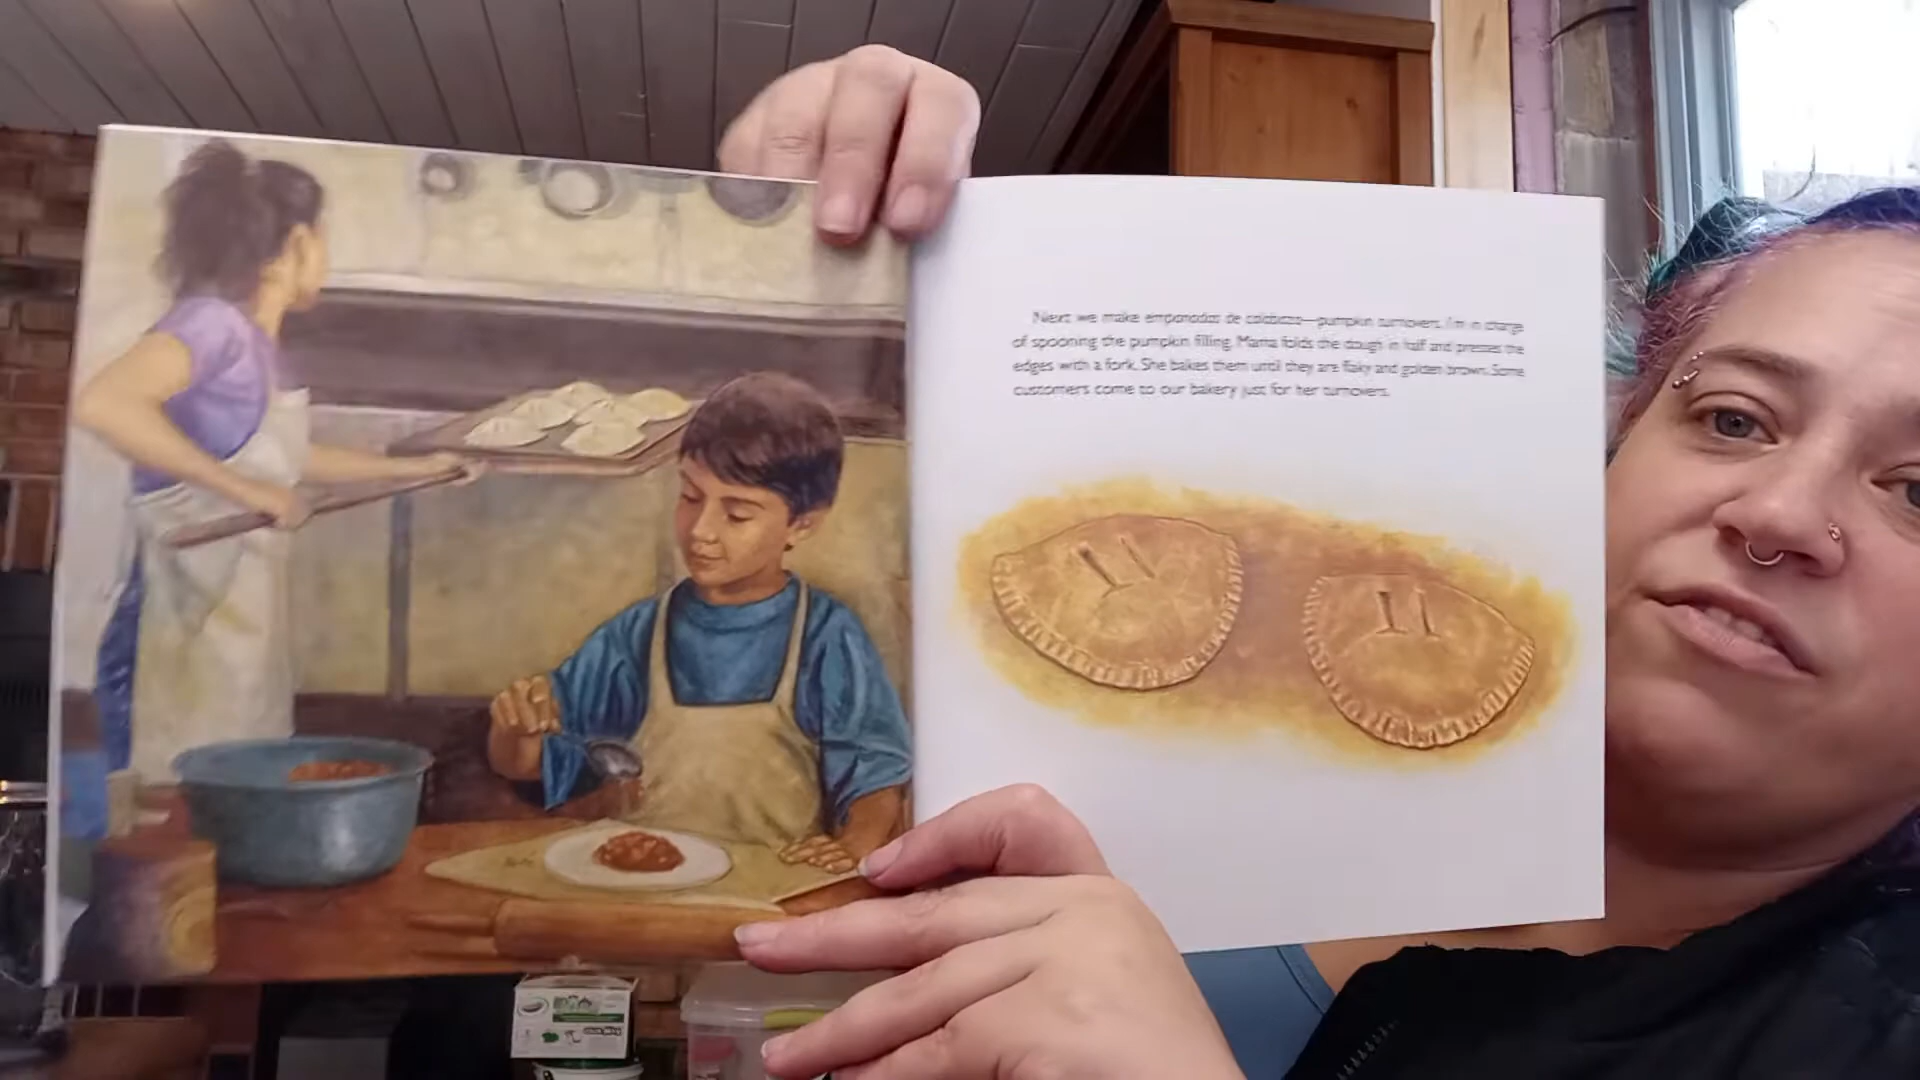 Next we make empanadas de calabaza—pumpkin turnovers. I'm in charge
of spooning the pumpkin filling. Mama folds the dough in half and presses the
edges with a fork. She bakes them until they are flaky and golden brown. Some
customers come to our bakery just for her turnovers.